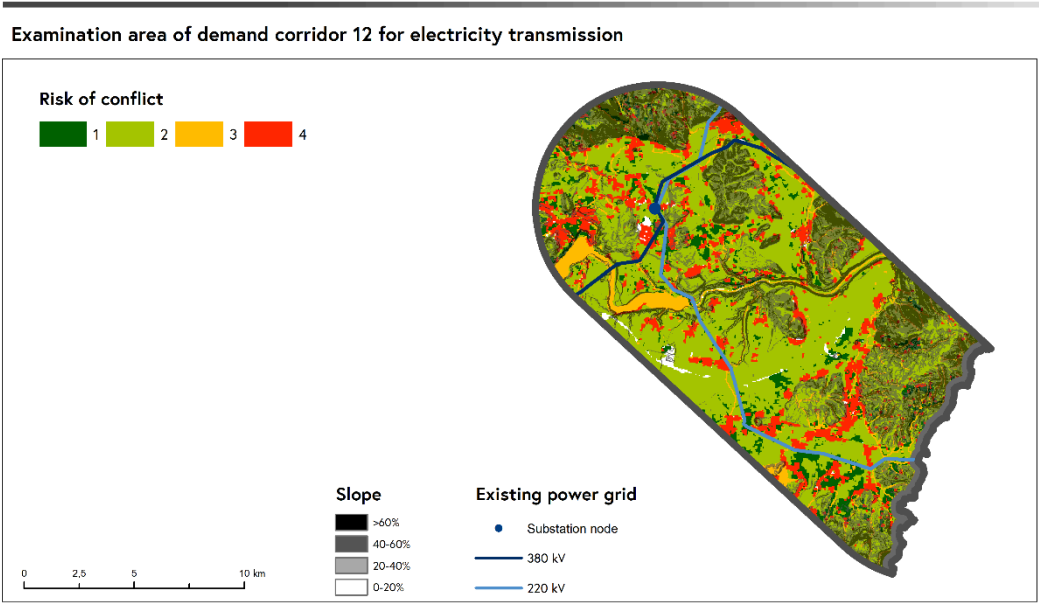 Examination area of demand corridor 12 for electricity transmission
Risk of conflict
1 2 3 4
Slope
>60%
40-60%
20-40%
0-20%
Existing power grid
Substation node
380 kV
220 kV
0 2,5 5 10 km